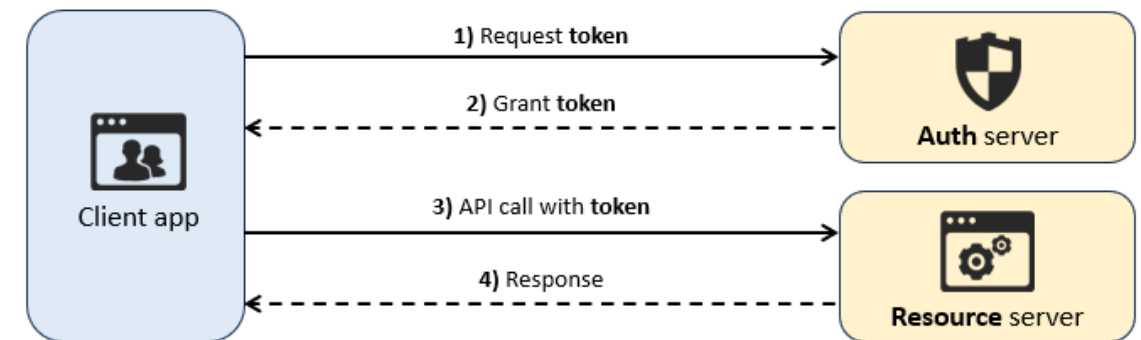 1) Request token
2) Grant token
Auth server
Client app
3) API call with token
4) Response
Resource server